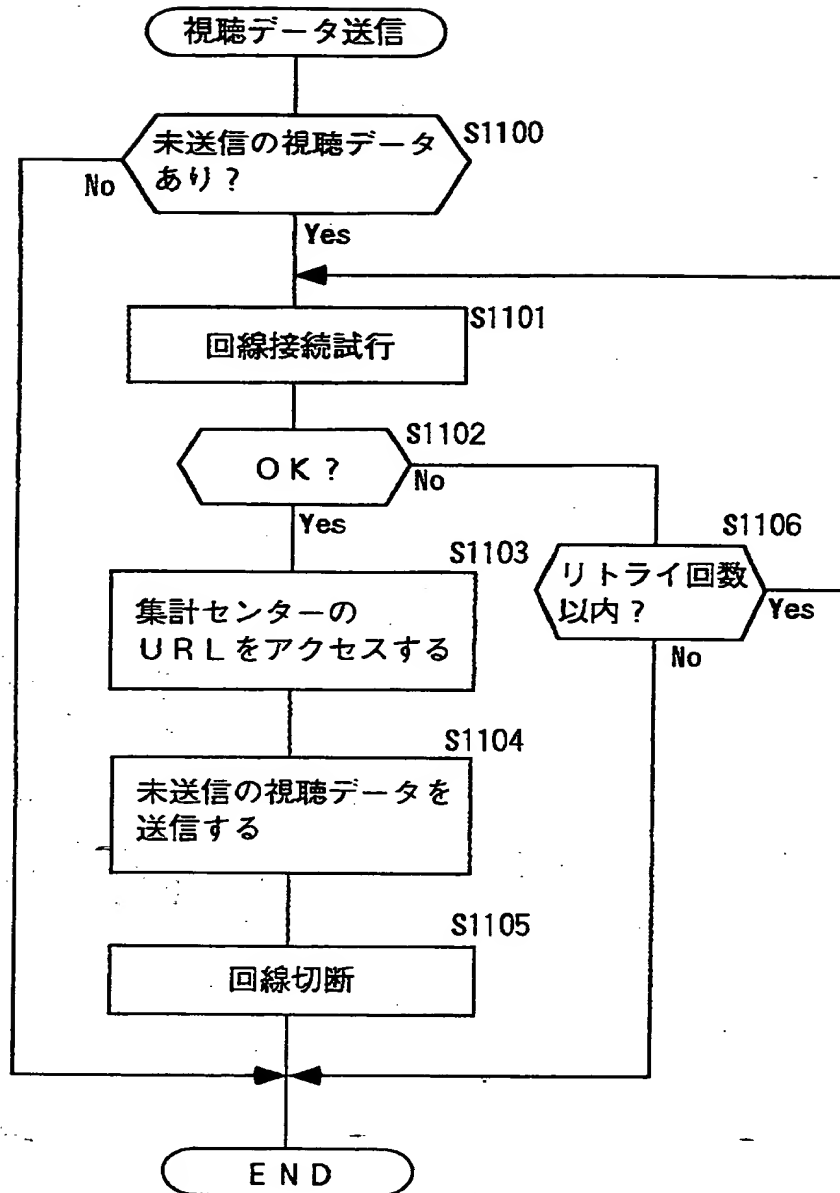 視聴データ送信
S1100
未送信の視聴データ
あり？
No
Yes
S1101
回線接続試行
S1102
ＯＫ？
No
Yes
S1103
集計センターの
ＵＲＬをアクセスする
S1106
リトライ回数
以内？
Yes
No
S1104
未送信の視聴データを
送信する
S1105
回線切断
ＥＮＤ